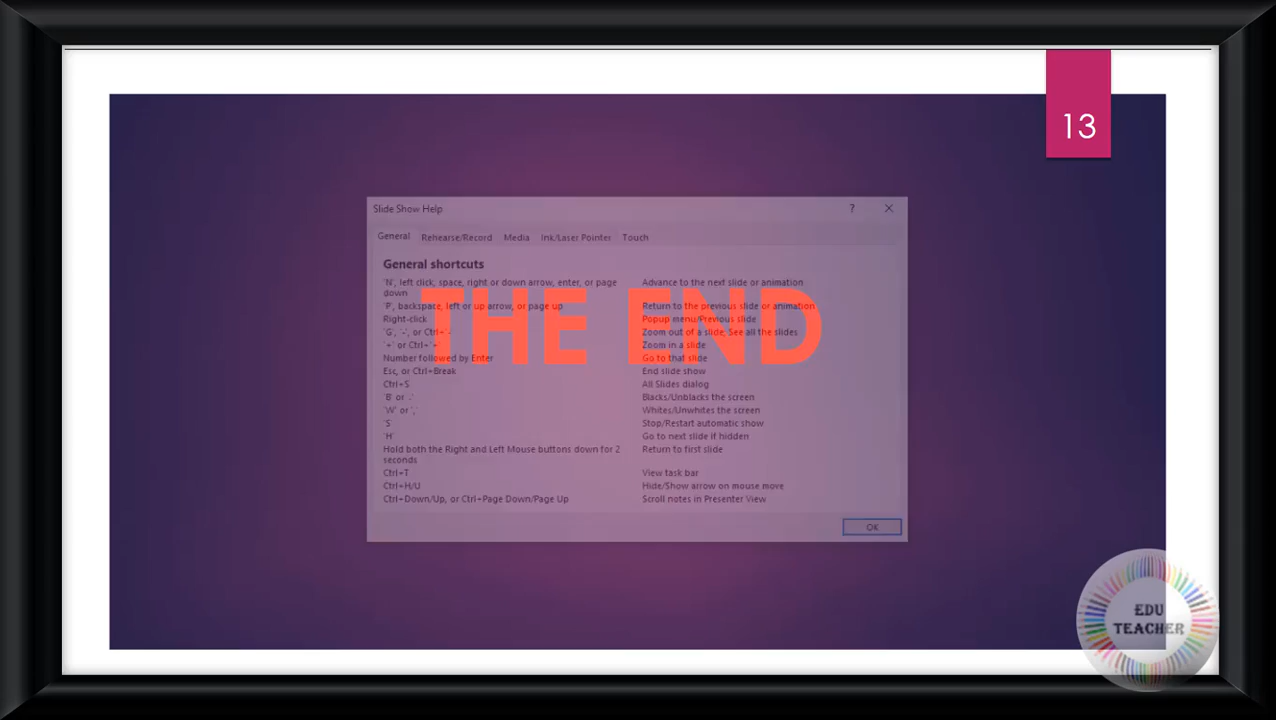 13
Slide Show Help
?
General Rehearse/Record Media Ink/Laser Pointer Touch
General shortcuts
'N', left click, space, right or down arrow, enter, or page down Advance to the next slide or animation
'P', backspace, left or up arrow, or page up Return to the previous slide or animation
Right-click Popup menu/Previous slide
'G', '-', or Ctrl+'-' Zoom out of a slide; See all the slides
'+' or Ctrl+'+' Zoom in a slide
Number followed by Enter Go to that slide
Esc, or Ctrl+Break End slide show
Ctrl+S All Slides dialog
'B' or '.' Blacks/Unblacks the screen
'W' or ',' Whites/Unwhites the screen
'S' Stop/Restart automatic show
'H' Go to next slide if hidden
Hold both the Right and Left Mouse buttons down for 2 seconds Return to first slide
Ctrl+T View task bar
Ctrl+H/U Hide/Show arrow on mouse move
Ctrl+Down/Up, or Ctrl+Page Down/Page Up Scroll notes in Presenter View
OK
THE END
EDU
TEACHER